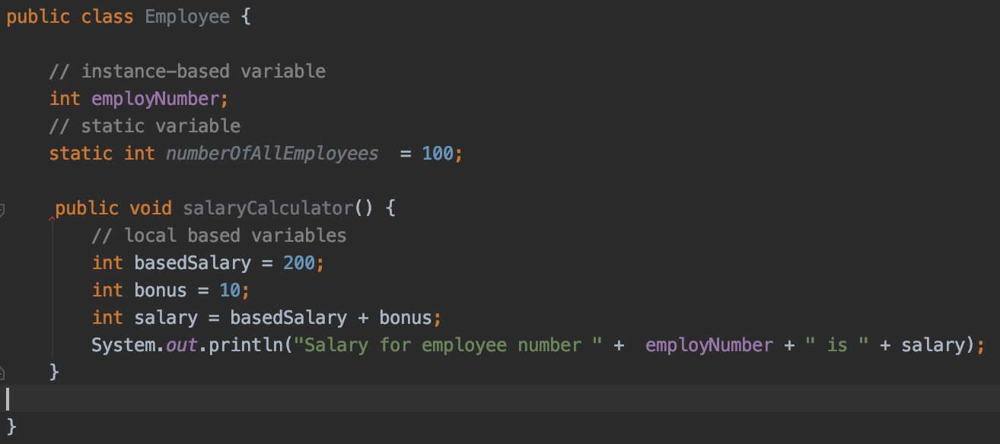 public class Employee {
// instance-based variable
int employNumber;
// static variable
static int numberOfAllEmployees  = 100;
public void salaryCalculator() {
// local based variables
int basedSalary = 200;
int bonus = 10;
int salary = basedSalary + bonus;
System.out.println("Salary for employee number " +  employNumber + " is " + salary);
}
}